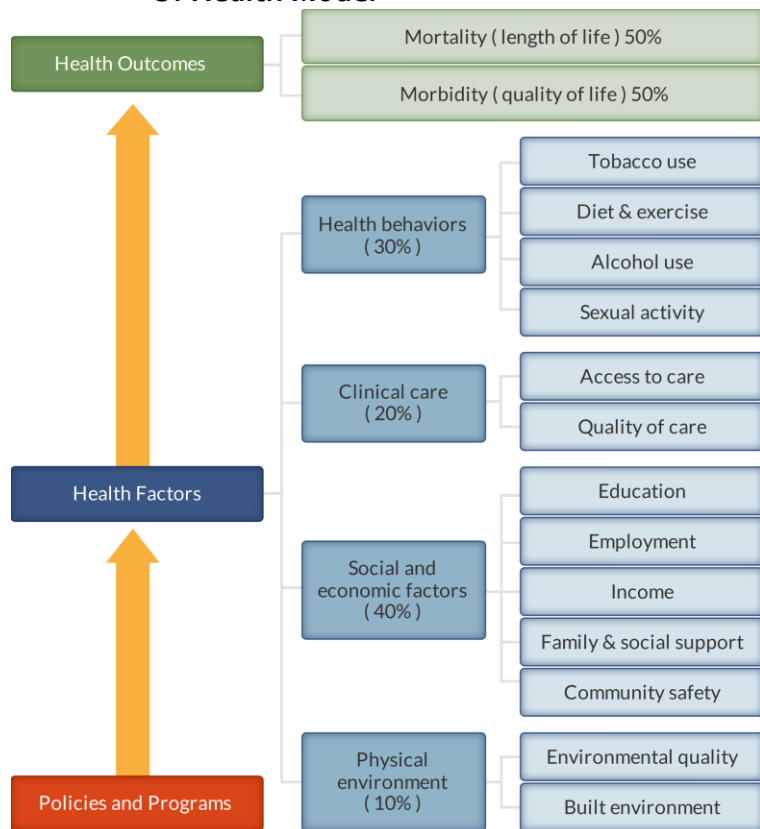 Health Model
Health Outcomes
Mortality ( length of life ) 50%
Morbidity ( quality of life ) 50%
Health behaviors
( 30% )
Tobacco use
Diet & exercise
Alcohol use
Sexual activity
Clinical care
( 20% )
Access to care
Quality of care
Health Factors
Social and
economic factors
( 40% )
Education
Employment
Income
Family & social support
Community safety
Physical
environment
( 10% )
Environmental quality
Built environment
Policies and Programs